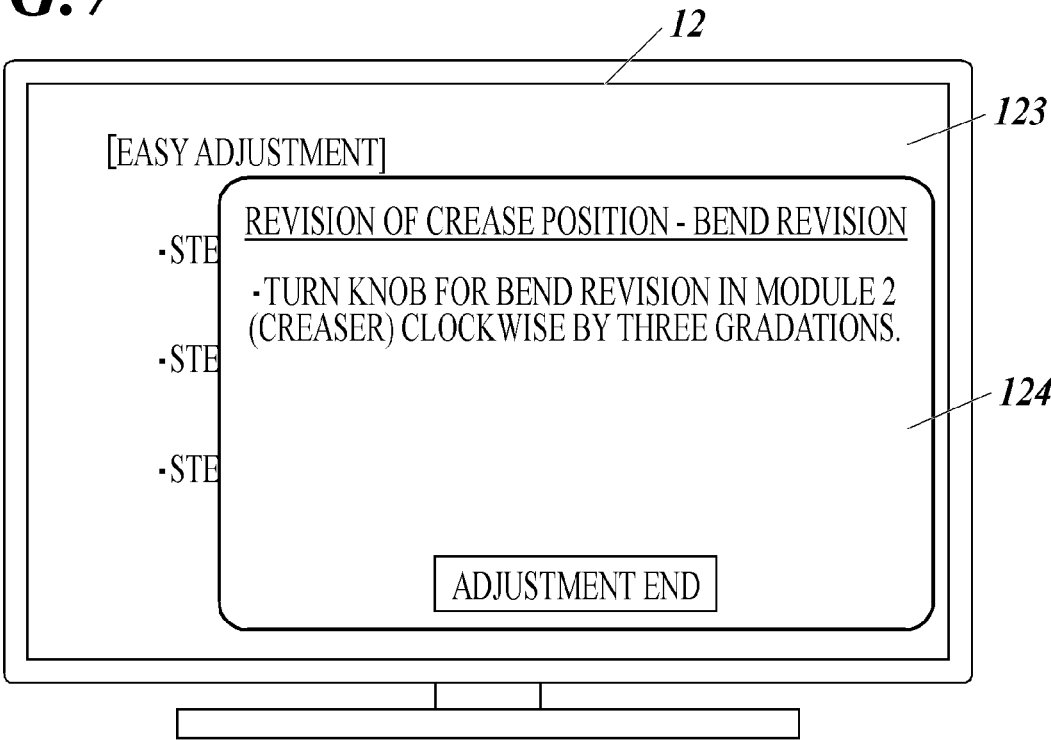 G. 7
12
123
[EASY ADJUSTMENT]
REVISION OF CREASE POSITION - BEND REVISION
-STE
-TURN KNOB FOR BEND REVISION IN MODULE 2
(CREASER) CLOCKWISE BY THREE GRADATIONS.
-STE
124
-STE
ADJUSTMENT END